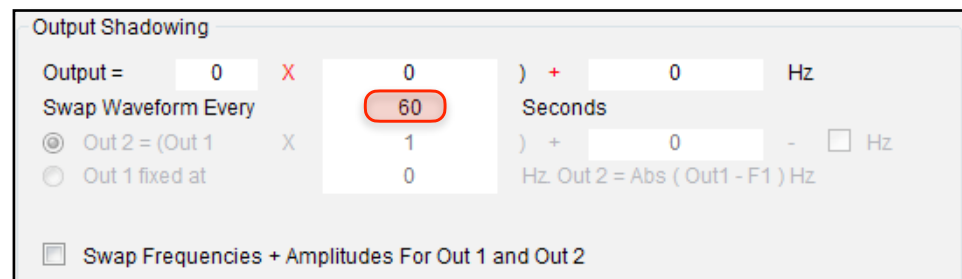 Output Shadowing
Output = 0 X 0 ) + 0 Hz
Swap Waveform Every 60 Seconds
Out 2 = (Out 1 X 1 ) + 0 - Hz
Out 1 fixed at 0 Hz. Out 2 = Abs ( Out1 - F1 ) Hz
Swap Frequencies + Amplitudes For Out 1 and Out 2